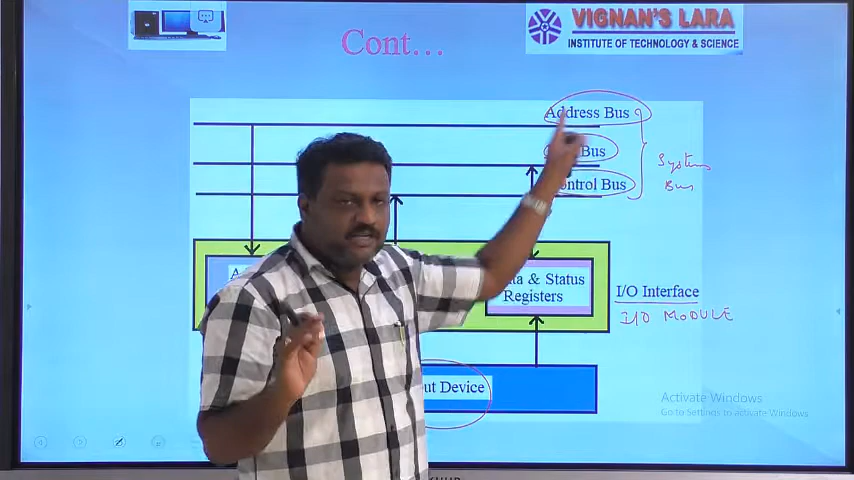 VIGNAN'S LARA
INSTITUTE OF TECHNOLOGY & SCIENCE
Cont...
Address Bus
Bus
Control Bus
System
Bus
& Status
Registers
I/O Interface
I/O MODULE
Device
Activate Windows
Go to Settings to activate Windows